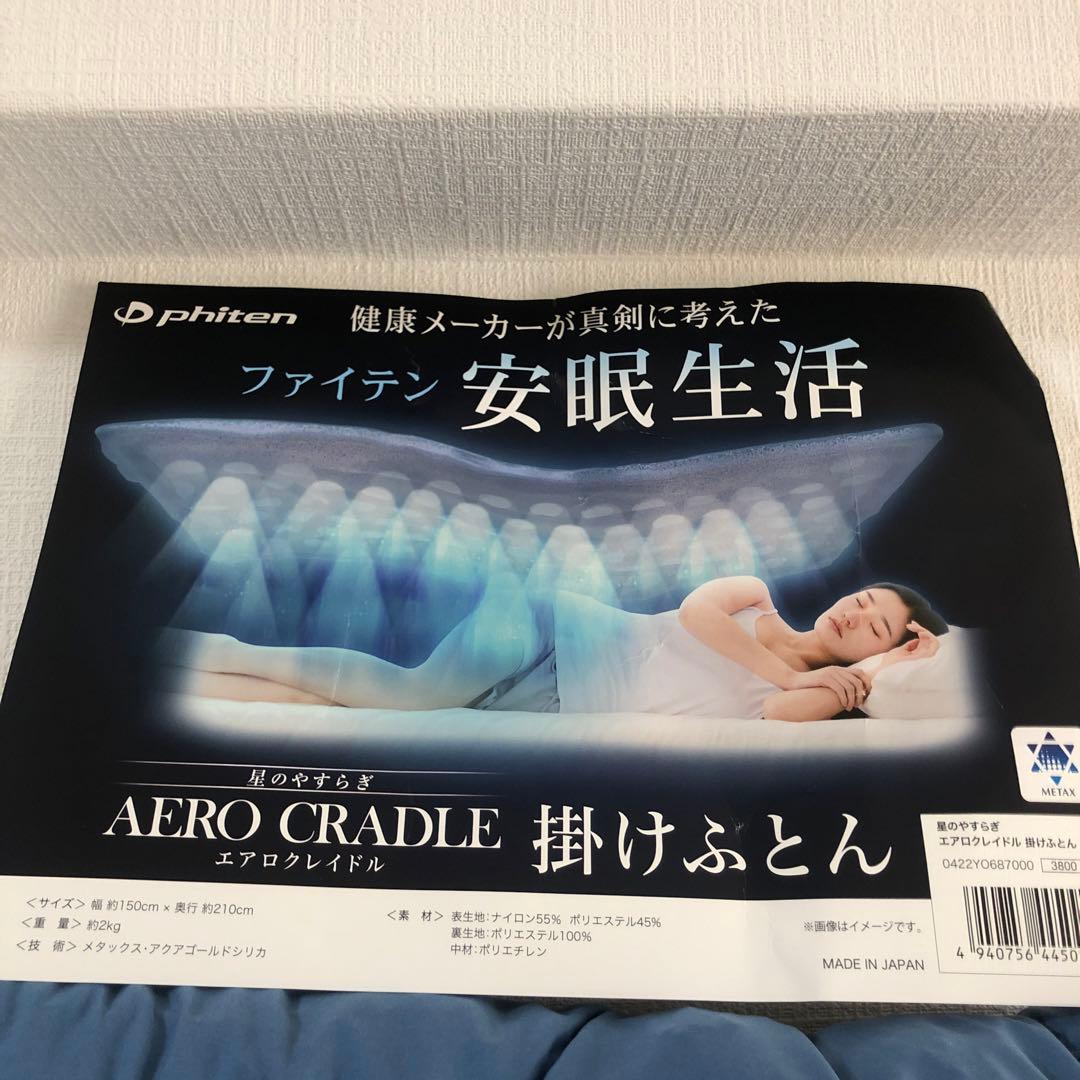 phiten
健康メーカーが真剣に考えた
ファイテン 安眠生活
星のやすらぎ
AERO CRADLE 掛けふとん
エアロクレイドル
METAX
星のやすらぎ
エアロクレイドル 掛けふとん
0422YO687000 3800
4 940756 4450
＜サイズ＞ 幅 約150cm × 奥行 約210cm
＜重　量＞ 約2kg
＜技　術＞ メタックス・アクアゴールドシリカ
＜素　材＞ 表生地：ナイロン55% ポリエステル45%
裏生地：ポリエステル100%
中材：ポリエチレン
※画像はイメージです。
MADE IN JAPAN